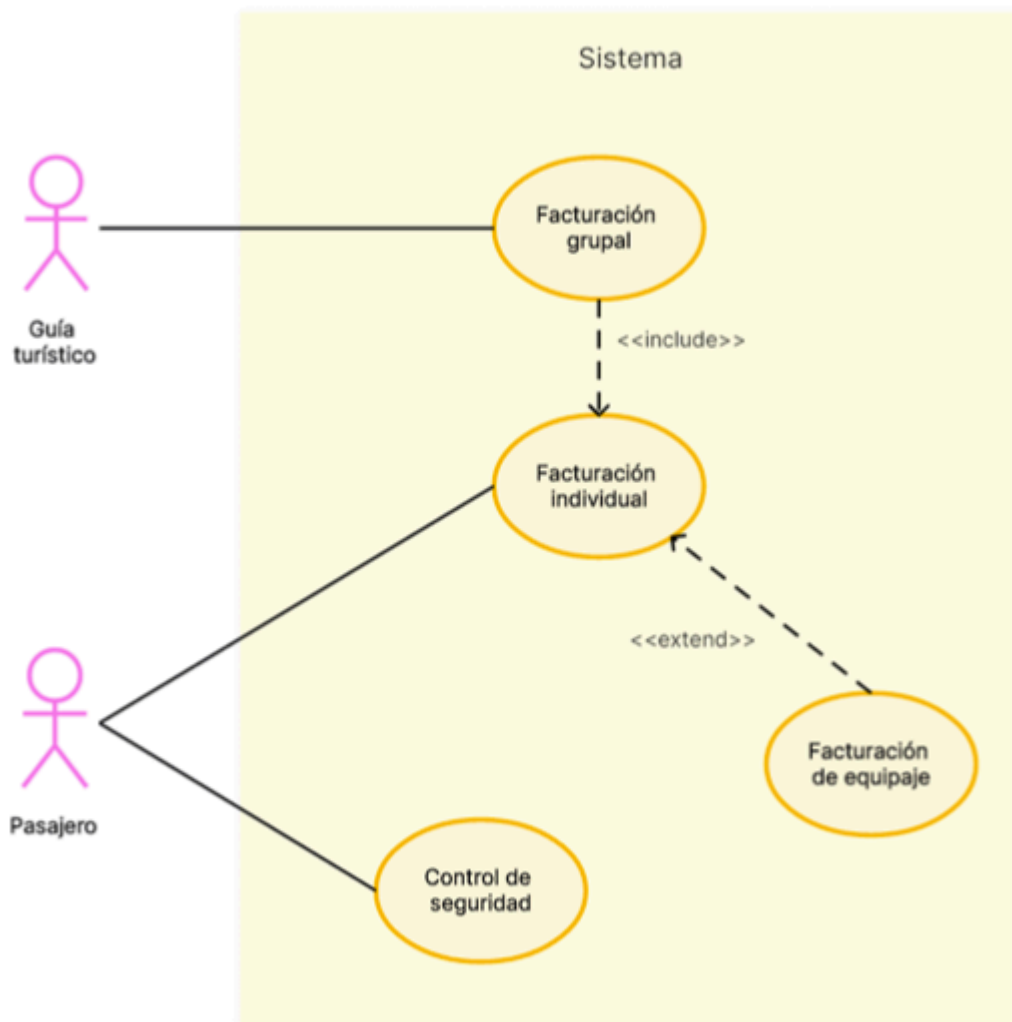 Sistema
Facturación
grupal
Guía
turístico
<<include>>
Facturación
individual
<<extend>>
Facturación
de equipaje
Pasajero
Control de
seguridad